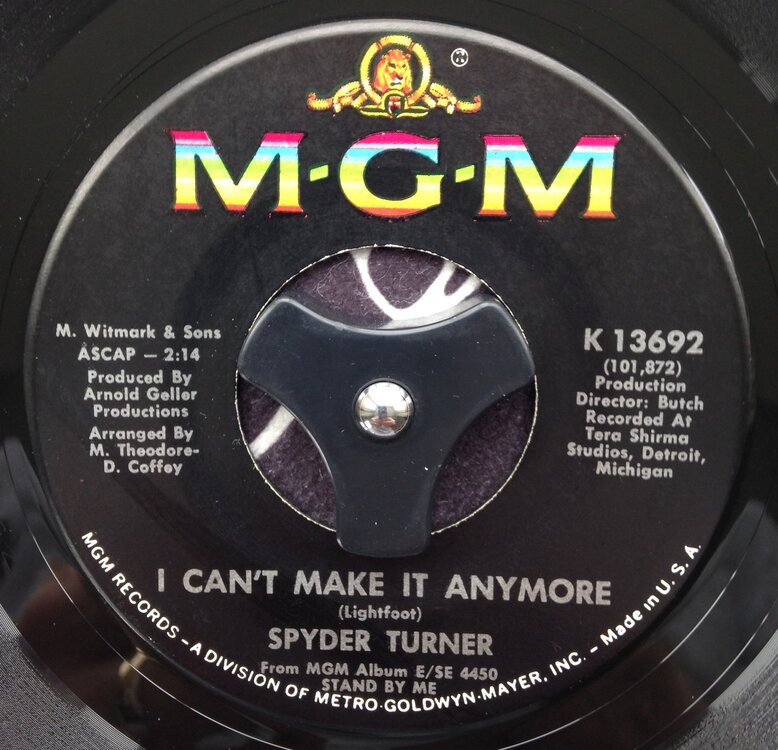 ®
M·G·M
M. Witmark & Sons
ASCAP — 2:14
Produced By
Arnold Geller
Productions
Arranged By
M. Theodore-
D. Coffey
K 13692
(101,872)
Production
Director: Butch
Recorded At
Tera Shirma
Studios, Detroit,
Michigan
I CAN'T MAKE IT ANYMORE
(Lightfoot)
SPYDER TURNER
From MGM Album E/SE 4450
STAND BY ME
MGM RECORDS – A DIVISION OF METRO-GOLDWYN-MAYER, INC. – Made in U. S. A.